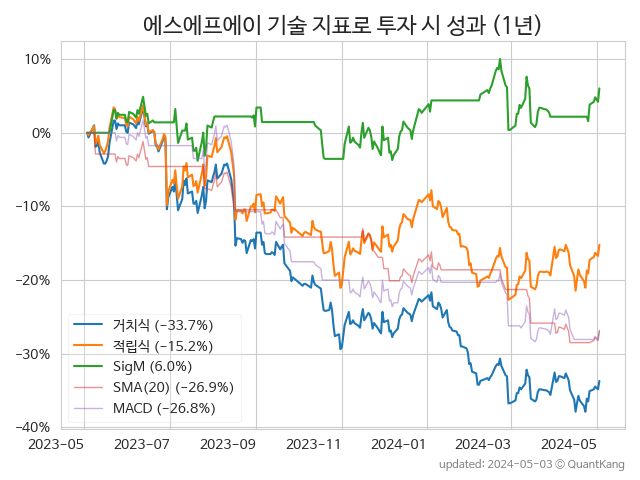 에스에프에이 기술 지표로 투자 시 성과 (1년)
10%
0%
−10%
−20%
−30%
−40%
거치식 (−33.7%)
적립식 (−15.2%)
SigM (6.0%)
SMA(20) (−26.9%)
MACD (−26.8%)
2023-05 2023-07 2023-09 2023-11 2024-01 2024-03 2024-05
updated: 2024-05-03 © QuantKang